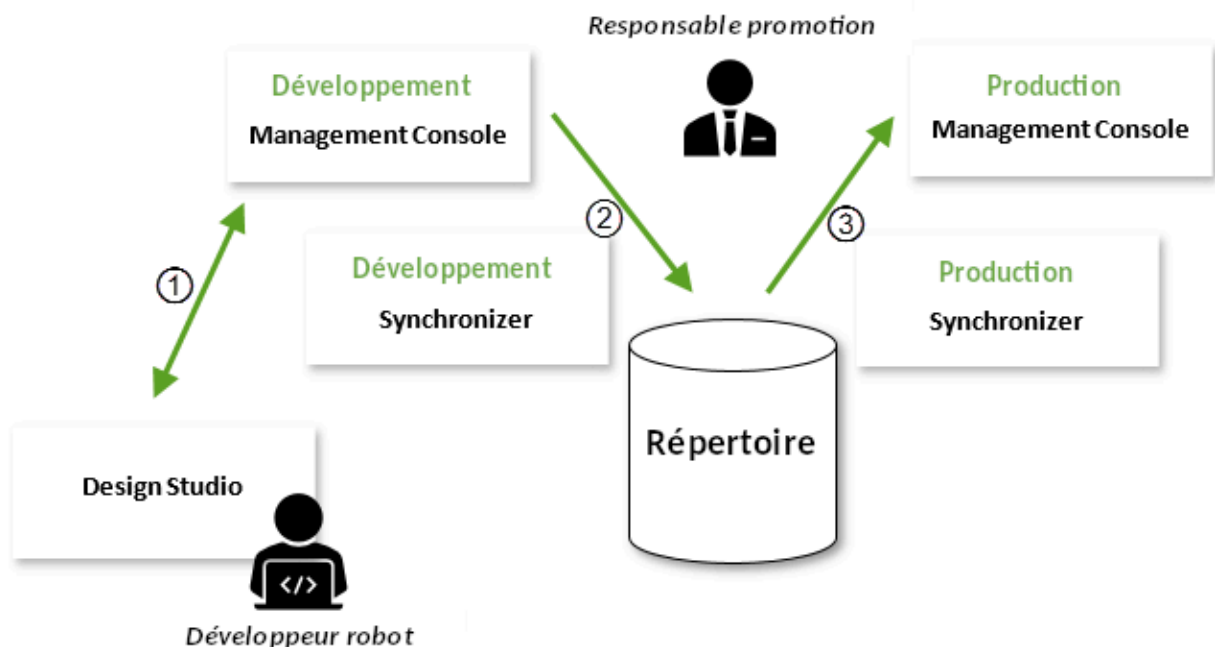 Responsable promotion
Développement
Management Console
Production
Management Console
2
3
1
Développement
Synchronizer
Production
Synchronizer
Répertoire
Design Studio
</>
Développeur robot